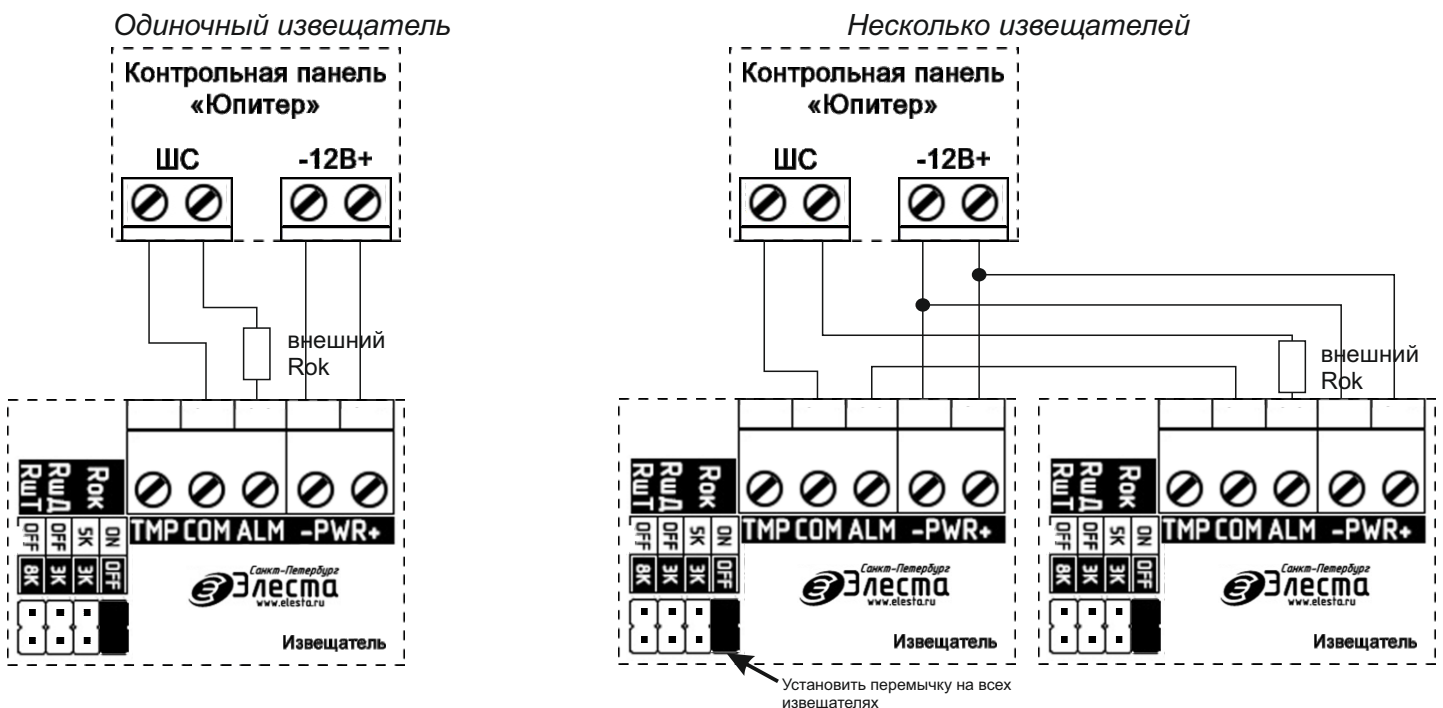 Одиночный извещатель
Контрольная панель
«Юпитер»
ШС -12В+
внешний
Rok
RшT RшД Rok
OFF OFF 5K ON
8K 3K 3K OFF
TMP COM ALM -PWR+
Санкт-Петербург
Элеста
www.elesta.ru
Извещатель
Несколько извещателей
Контрольная панель
«Юпитер»
ШС -12В+
внешний
Rok
RшT RшД Rok
OFF OFF 5K ON
8K 3K 3K OFF
TMP COM ALM -PWR+
Санкт-Петербург
Элеста
www.elesta.ru
Извещатель
RшT RшД Rok
OFF OFF 5K ON
8K 3K 3K OFF
TMP COM ALM -PWR+
Санкт-Петербург
Элеста
www.elesta.ru
Извещатель
Установить перемычку на всех
извещателях